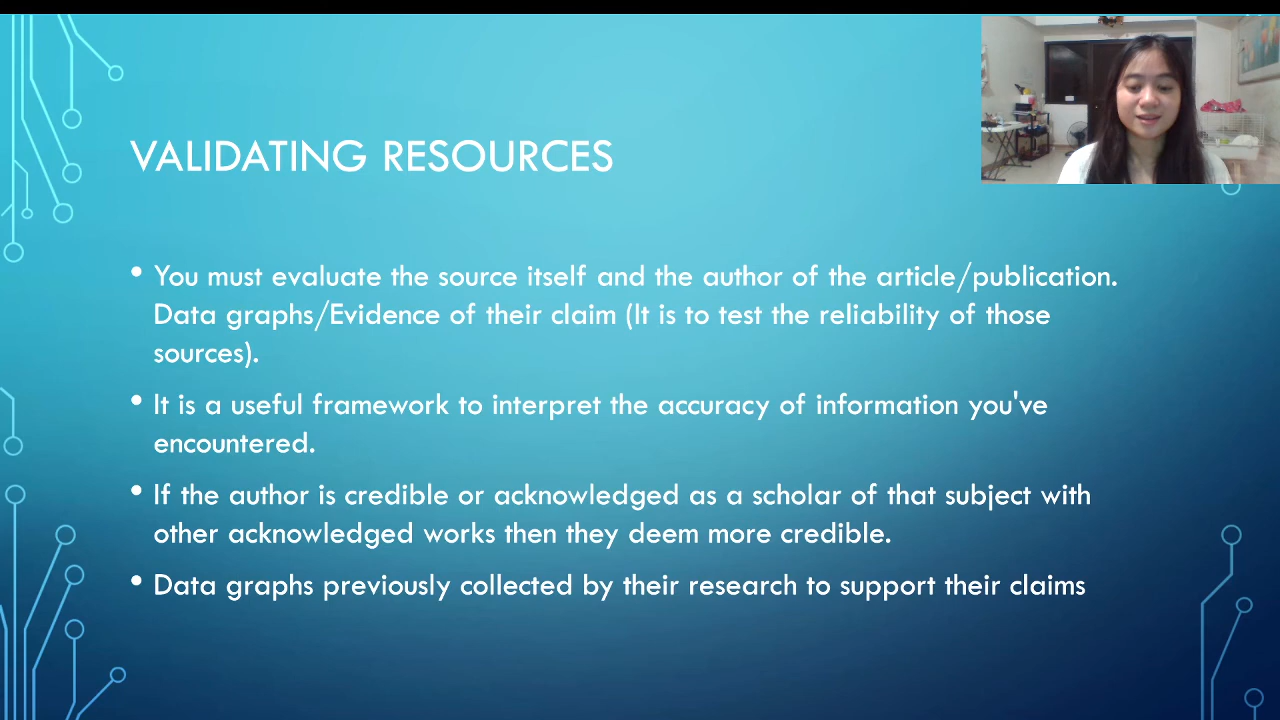 VALIDATING RESOURCES
• You must evaluate the source itself and the author of the article/publication.
Data graphs/Evidence of their claim (It is to test the reliability of those
sources).
• It is a useful framework to interpret the accuracy of information you've
encountered.
• If the author is credible or acknowledged as a scholar of that subject with
other acknowledged works then they deem more credible.
• Data graphs previously collected by their research to support their claims